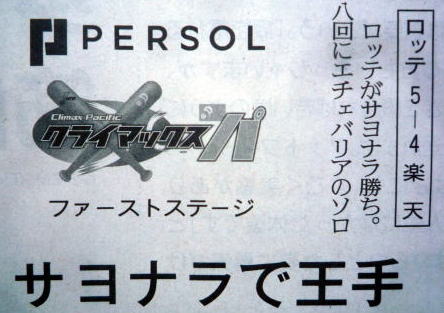 PERSOL
Climax Pacific
クライマックス パ
ファーストステージ
ロッテ5―4楽天
ロッテがサヨナラ勝ち。
八回にエチェバリアのソロ
サヨナラで王手